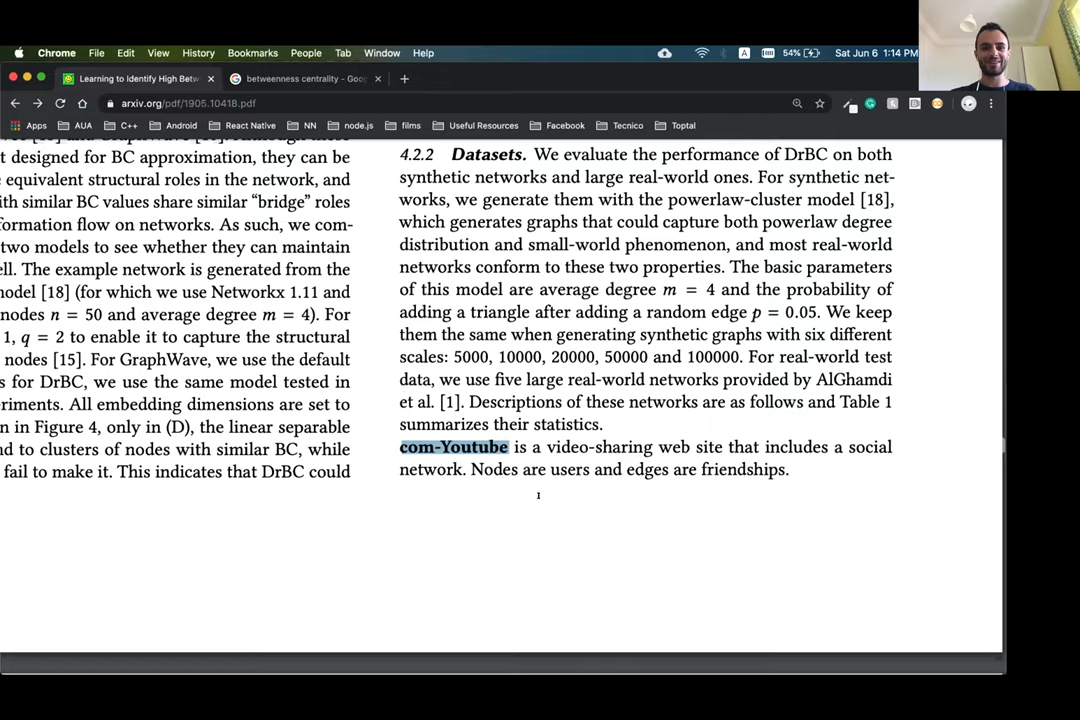 Chrome File Edit View History Bookmarks People Tab Window Help
A 54% Sat Jun 6 1:14 PM
Learning to Identify High Betw × betweenness centrality - Goo × +
arxiv.org/pdf/1905.10418.pdf
Apps AUA C++ Android React Native NN node.js films Useful Resources Facebook Tecnico Toptal
t designed for BC approximation, they can be
equivalent structural roles in the network, and
ith similar BC values share similar “bridge” roles
formation flow on networks. As such, we com-
two models to see whether they can maintain
ell. The example network is generated from the
nodel [18] (for which we use Networkx 1.11 and
nodes n = 50 and average degree m = 4). For
1, q = 2 to enable it to capture the structural
nodes [15]. For GraphWave, we use the default
s for DrBC, we use the same model tested in
eriments. All embedding dimensions are set to
n in Figure 4, only in (D), the linear separable
nd to clusters of nodes with similar BC, while
fail to make it. This indicates that DrBC could
4.2.2 Datasets. We evaluate the performance of DrBC on both
synthetic networks and large real-world ones. For synthetic net-
works, we generate them with the powerlaw-cluster model [18],
which generates graphs that could capture both powerlaw degree
distribution and small-world phenomenon, and most real-world
networks conform to these two properties. The basic parameters
of this model are average degree m = 4 and the probability of
adding a triangle after adding a random edge p = 0.05. We keep
them the same when generating synthetic graphs with six different
scales: 5000, 10000, 20000, 50000 and 100000. For real-world test
data, we use five large real-world networks provided by AlGhamdi
et al. [1]. Descriptions of these networks are as follows and Table 1
summarizes their statistics.
com-Youtube is a video-sharing web site that includes a social
network. Nodes are users and edges are friendships.